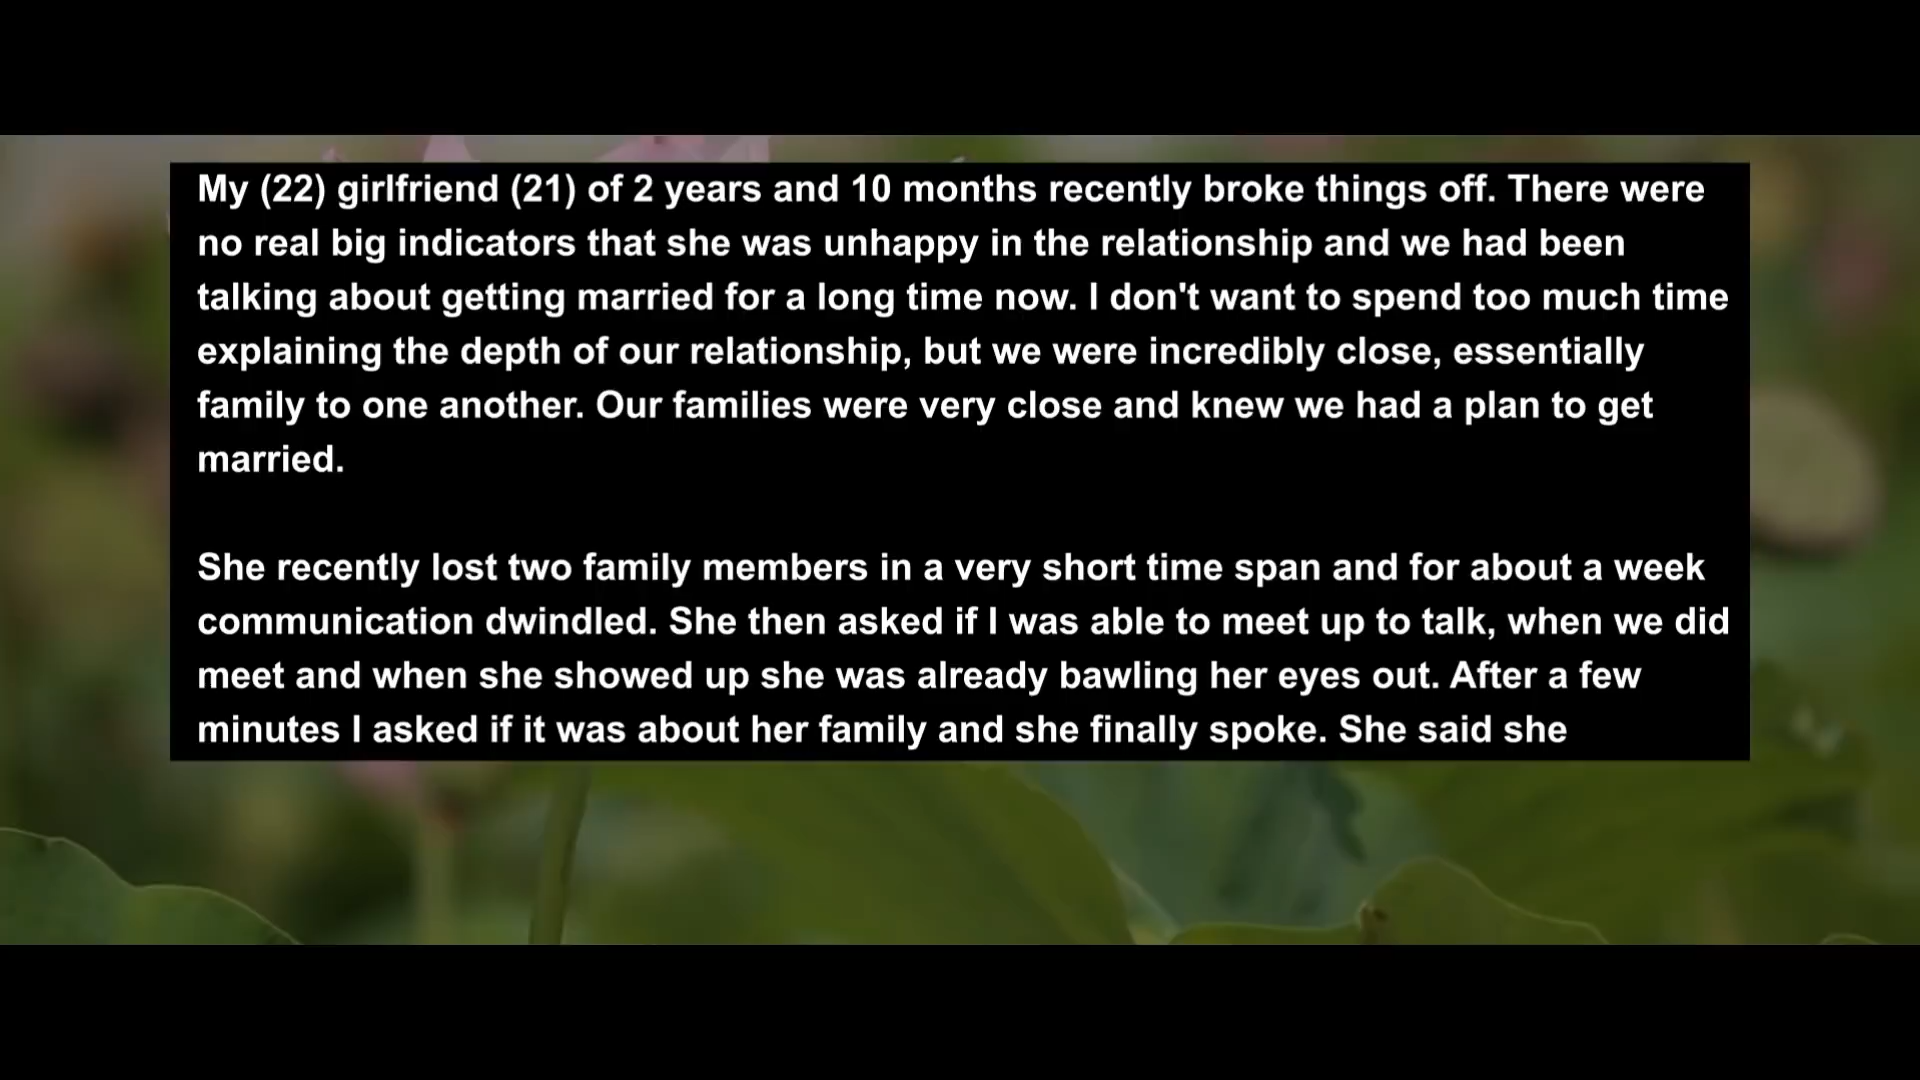 My (22) girlfriend (21) of 2 years and 10 months recently broke things off. There were
no real big indicators that she was unhappy in the relationship and we had been
talking about getting married for a long time now. I don't want to spend too much time
explaining the depth of our relationship, but we were incredibly close, essentially
family to one another. Our families were very close and knew we had a plan to get
married.
She recently lost two family members in a very short time span and for about a week
communication dwindled. She then asked if I was able to meet up to talk, when we did
meet and when she showed up she was already bawling her eyes out. After a few
minutes I asked if it was about her family and she finally spoke. She said she